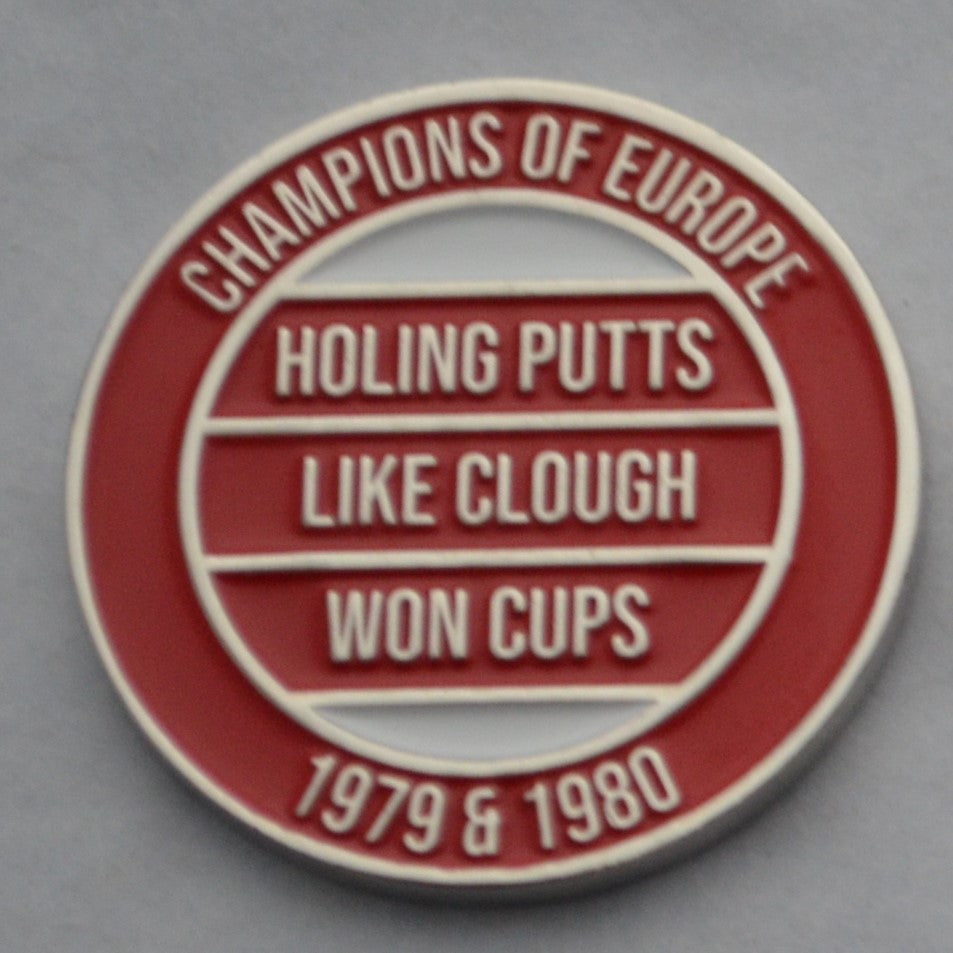 CHAMPIONS OF EUROPE
HOLING PUTTS
LIKE CLOUGH
WON CUPS
1979 & 1980